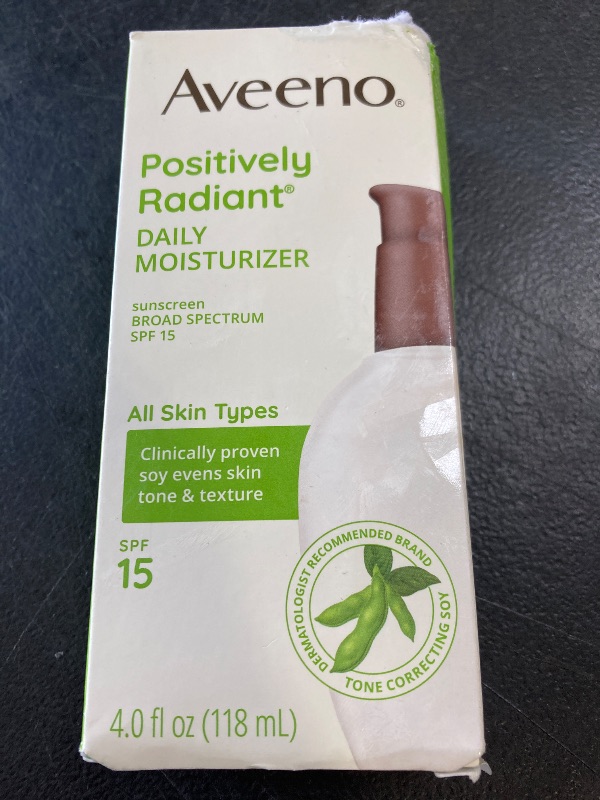 Aveeno®
Positively
Radiant®
DAILY
MOISTURIZER
sunscreen
BROAD SPECTRUM
SPF 15
All Skin Types
Clinically proven
soy evens skin
tone & texture
SPF
15
DERMATOLOGIST RECOMMENDED BRAND
TONE CORRECTING SOY
4.0 fl oz (118 mL)